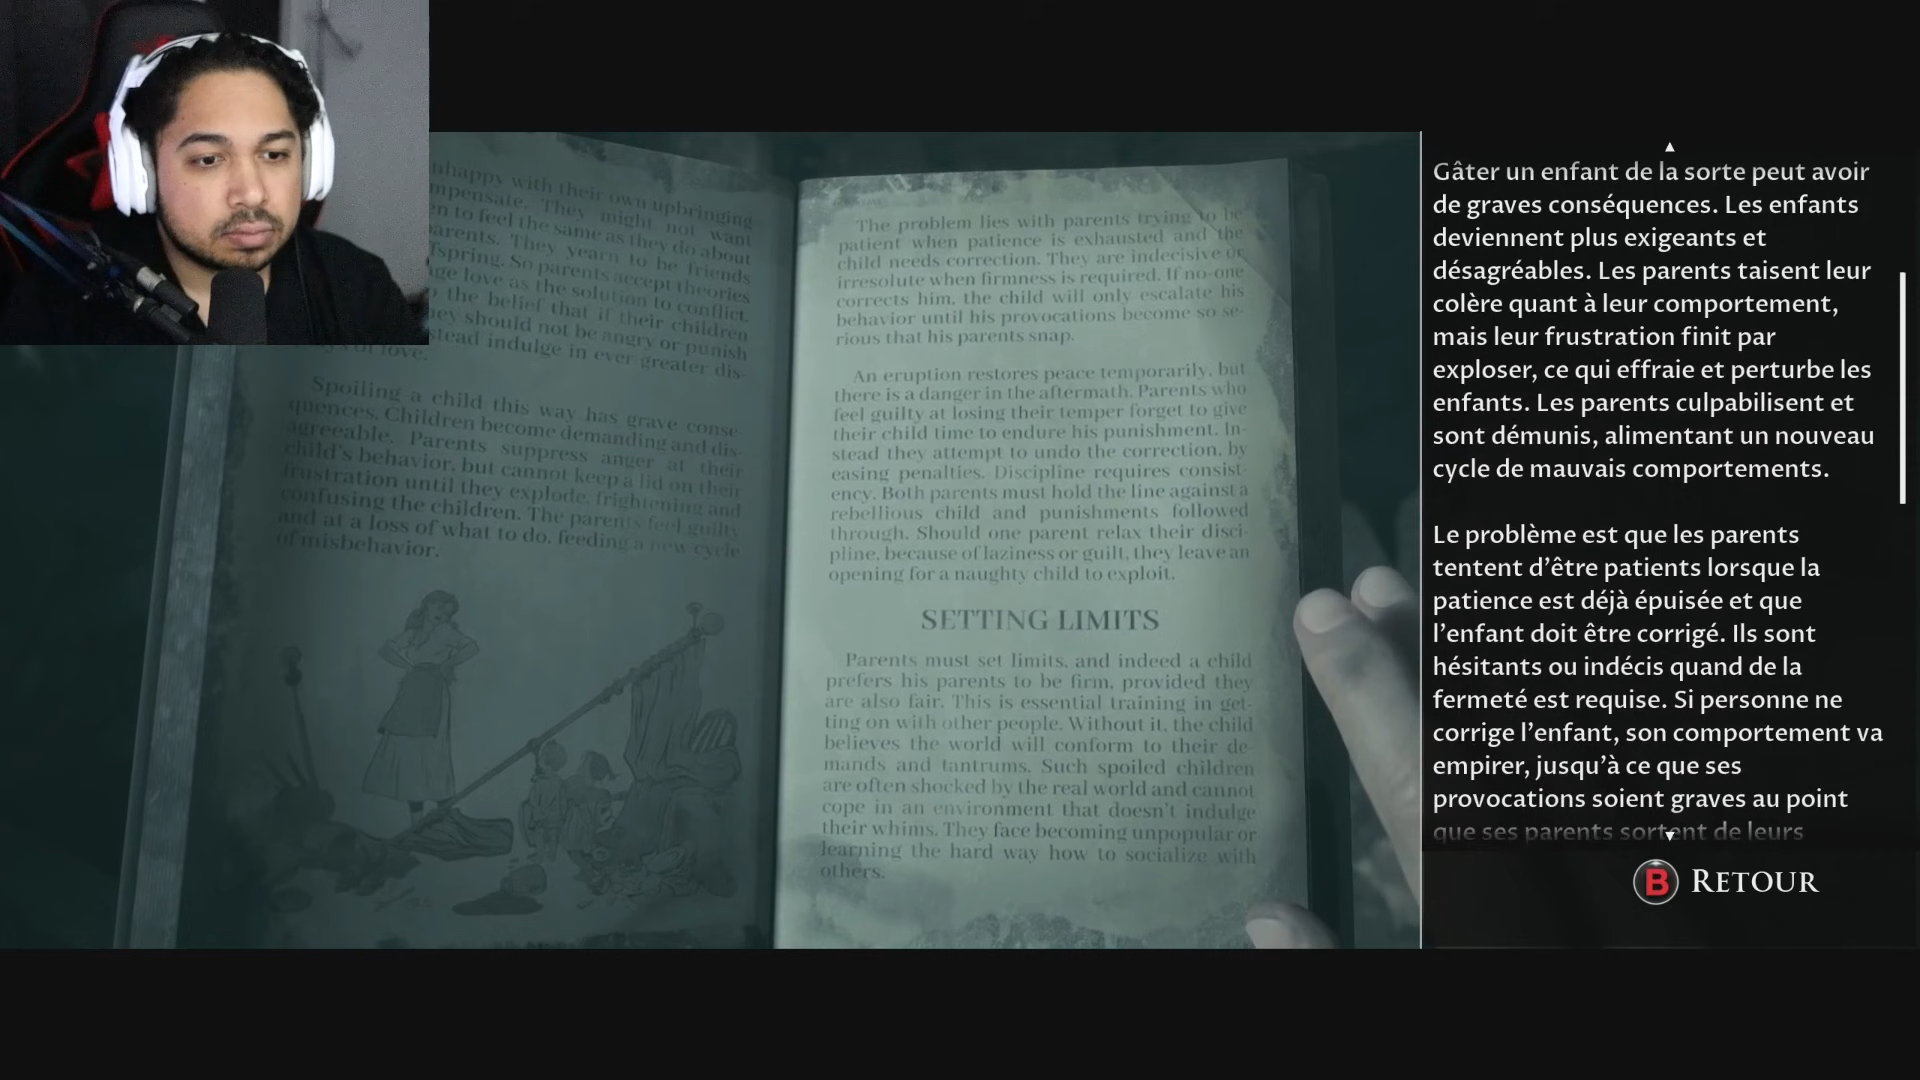 uhappy with their own upbringing
mpensate. They might not want
en to feel the same as they do about
arents. They yearn to be friends
fspring. So parents accept theories
ge love as the solution to conflict.
the belief that if their children
ey should not be angry or punish
stead indulge in ever greater dis-
of love.
Spoiling a child this way has grave conse-
quences. Children become demanding and dis-
agreeable. Parents suppress anger at their
child's behavior, but cannot keep a lid on their
frustration until they explode, frightening and
confusing the children. The parents feel guilty
and at a loss of what to do, feeding a new cycle
of misbehavior.
The problem lies with parents trying to be
patient when patience is exhausted and the
child needs correction. They are indecisive or
irresolute when firmness is required. If no-one
corrects him, the child will only escalate his
behavior until his provocations become so se-
rious that his parents snap.
An eruption restores peace temporarily, but
there is a danger in the aftermath. Parents who
feel guilty at losing their temper forget to give
their child time to endure his punishment. In-
stead they attempt to undo the correction, by
easing penalties. Discipline requires consist-
ency. Both parents must hold the line against a
rebellious child and punishments followed
through. Should one parent relax their disci-
pline, because of laziness or guilt, they leave an
opening for a naughty child to exploit.
SETTING LIMITS
Parents must set limits, and indeed a child
prefers his parents to be firm, provided they
are also fair. This is essential training in get-
ting on with other people. Without it, the child
believes the world will conform to their de-
mands and tantrums. Such spoiled children
are often shocked by the real world and cannot
cope in an environment that doesn't indulge
their whims. They face becoming unpopular or
learning the hard way how to socialize with
others.
Gâter un enfant de la sorte peut avoir
de graves conséquences. Les enfants
deviennent plus exigeants et
désagréables. Les parents taisent leur
colère quant à leur comportement,
mais leur frustration finit par
exploser, ce qui effraie et perturbe les
enfants. Les parents culpabilisent et
sont démunis, alimentant un nouveau
cycle de mauvais comportements.
Le problème est que les parents
tentent d'être patients lorsque la
patience est déjà épuisée et que
l'enfant doit être corrigé. Ils sont
hésitants ou indécis quand de la
fermeté est requise. Si personne ne
corrige l'enfant, son comportement va
empirer, jusqu'à ce que ses
provocations soient graves au point
que ses parents sortent de leurs
B RETOUR